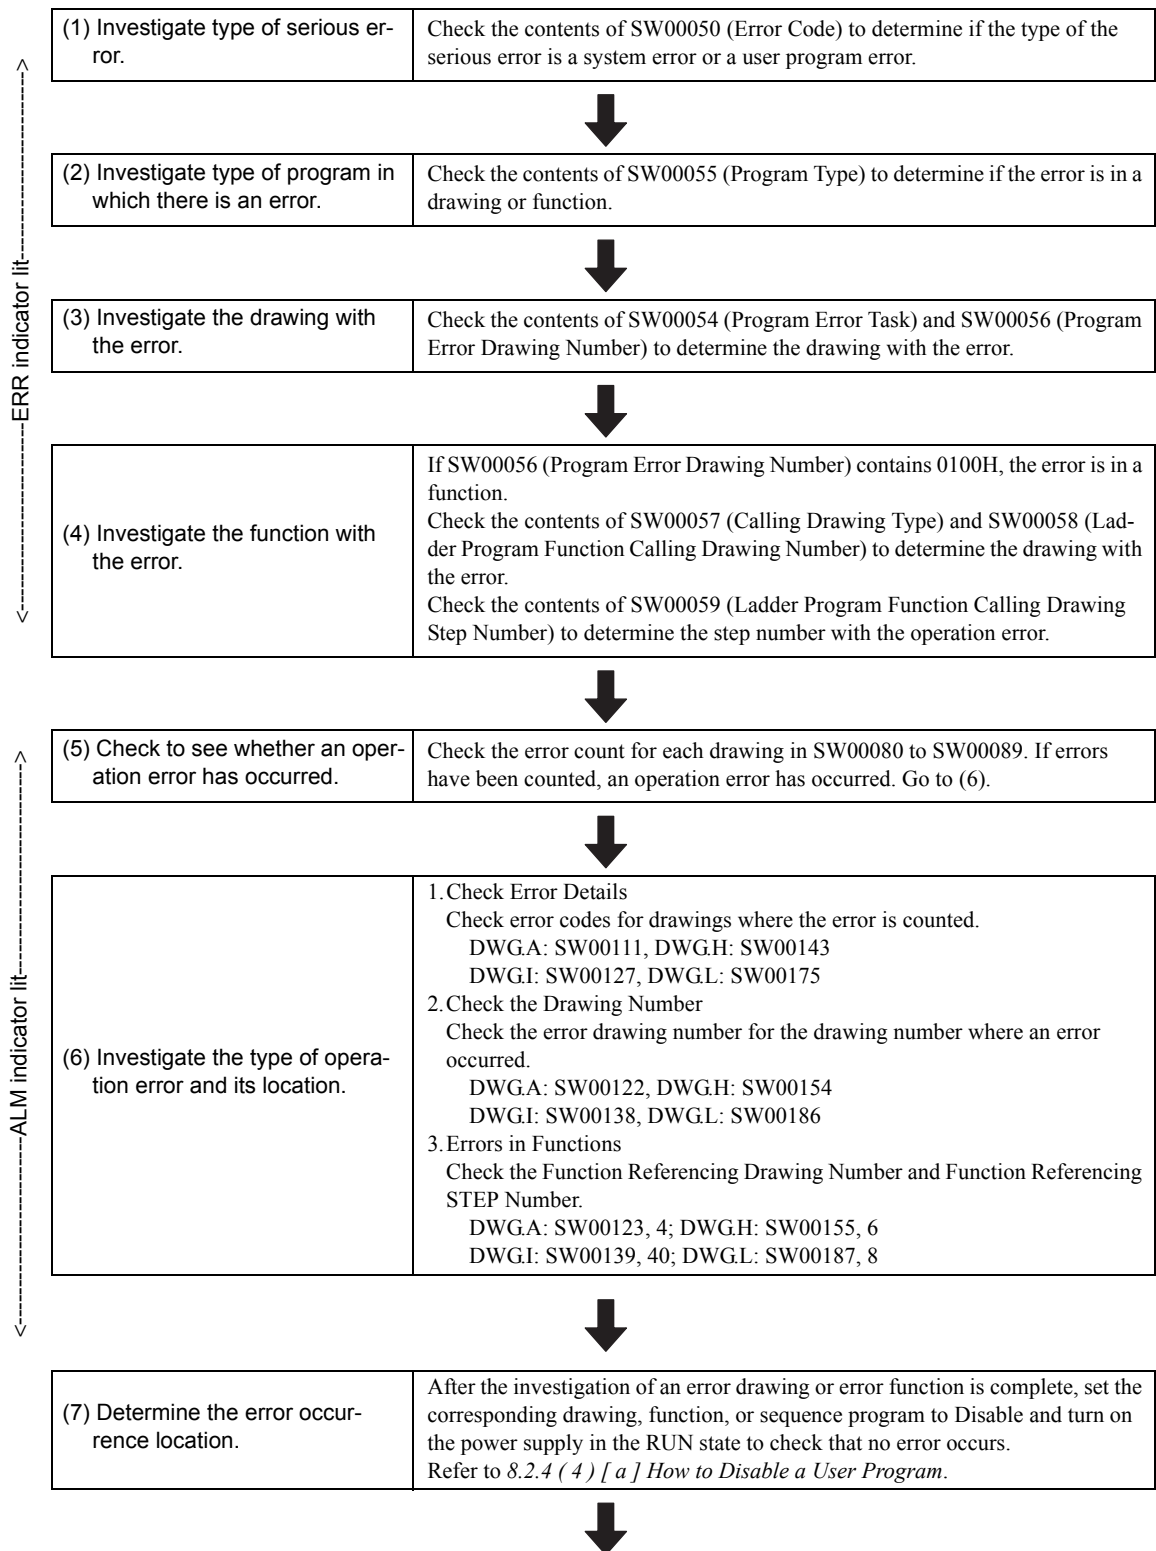 (1) Investigate type of serious er-
ror.
Check the contents of SW00050 (Error Code) to determine if the type of the
serious error is a system error or a user program error.
(2) Investigate type of program in
which there is an error.
Check the contents of SW00055 (Program Type) to determine if the error is in a
drawing or function.
(3) Investigate the drawing with
the error.
Check the contents of SW00054 (Program Error Task) and SW00056 (Program
Error Drawing Number) to determine the drawing with the error.
<-------------------ERR indicator lit------------------->
(4) Investigate the function with
the error.
If SW00056 (Program Error Drawing Number) contains 0100H, the error is in a
function.
Check the contents of SW00057 (Calling Drawing Type) and SW00058 (Lad-
der Program Function Calling Drawing Number) to determine the drawing with
the error.
Check the contents of SW00059 (Ladder Program Function Calling Drawing
Step Number) to determine the step number with the operation error.
(5) Check to see whether an oper-
ation error has occurred.
Check the error count for each drawing in SW00080 to SW00089. If errors
have been counted, an operation error has occurred. Go to (6).
<-------------------ALM indicator lit------------------->
(6) Investigate the type of opera-
tion error and its location.
1.Check Error Details
Check error codes for drawings where the error is counted.
DWG.A: SW00111, DWG.H: SW00143
DWG.I: SW00127, DWG.L: SW00175
2.Check the Drawing Number
Check the error drawing number for the drawing number where an error
occurred.
DWG.A: SW00122, DWG.H: SW00154
DWG.I: SW00138, DWG.L: SW00186
3.Errors in Functions
Check the Function Referencing Drawing Number and Function Referencing
STEP Number.
DWG.A: SW00123, 4; DWG.H: SW00155, 6
DWG.I: SW00139, 40; DWG.L: SW00187, 8
(7) Determine the error occur-
rence location.
After the investigation of an error drawing or error function is complete, set the
corresponding drawing, function, or sequence program to Disable and turn on
the power supply in the RUN state to check that no error occurs.
Refer to 8.2.4 ( 4 ) [ a ] How to Disable a User Program.